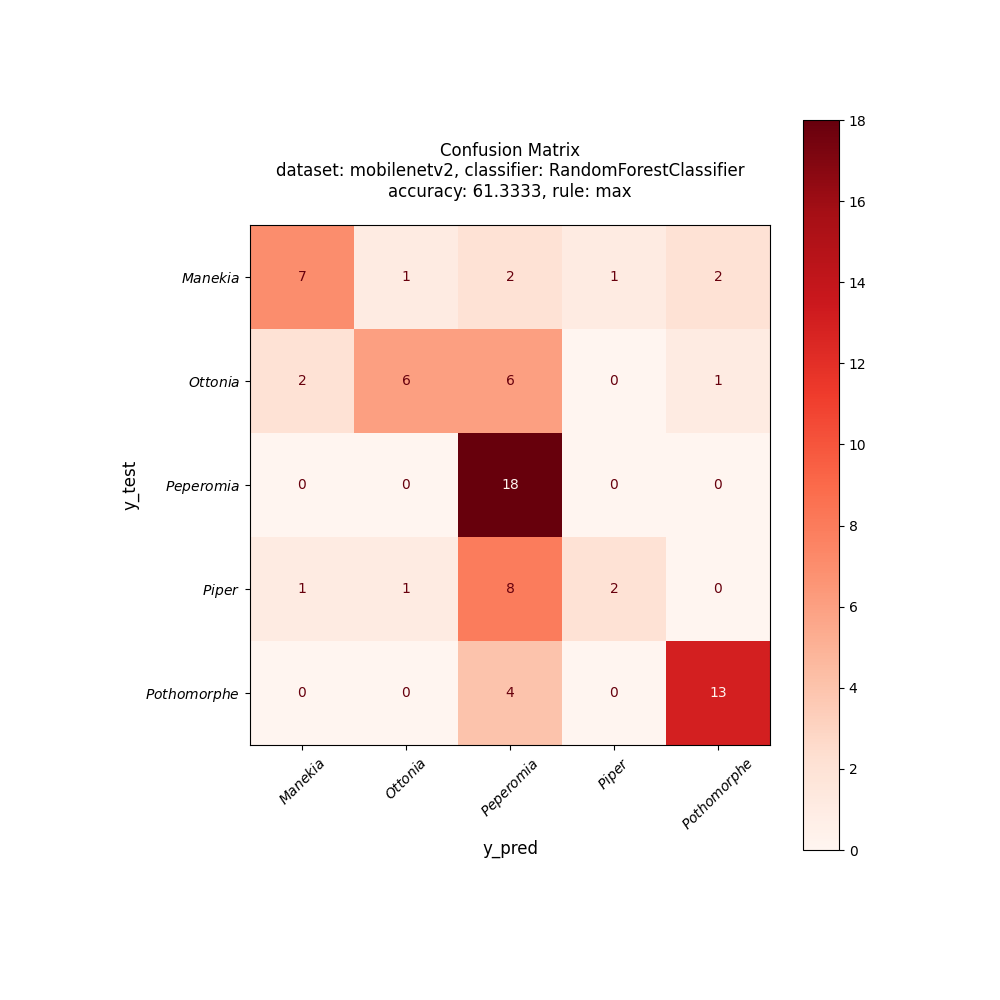 Confusion Matrix
dataset: mobilenetv2, classifier: RandomForestClassifier
accuracy: 61.3333, rule: max
18
16
14
12
10
8
6
4
2
0
y_test
Manekia 7 1 2 1 2
Ottonia 2 6 6 0 1
Peperomia 0 0 18 0 0
Piper 1 1 8 2 0
Pothomorphe 0 0 4 0 13
Manekia Ottonia Peperomia Piper Pothomorphe
y_pred